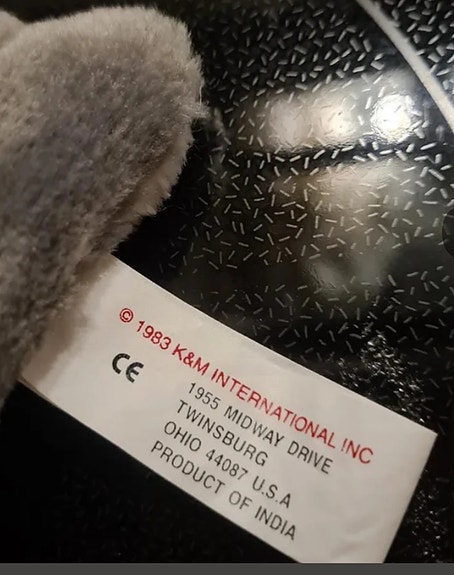 © 1983 K&M INTERNATIONAL INC
CE
1955 MIDWAY DRIVE
TWINSBURG
OHIO 44087 U.S.A
PRODUCT OF INDIA